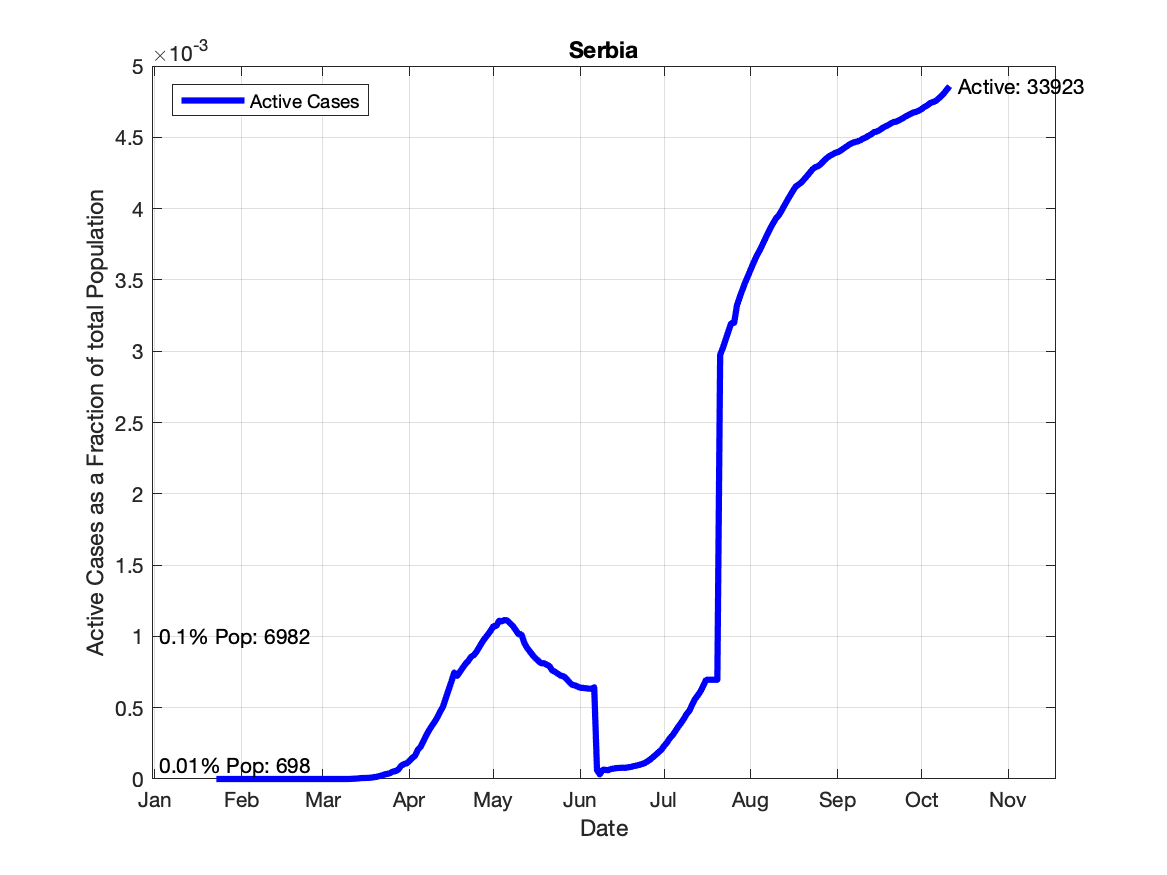 Serbia
×10-3
Active Cases
Active: 33923
5
4.5
4
3.5
3
2.5
2
1.5
1
0.5
0
Active Cases as a Fraction of total Population
0.1% Pop: 6982
0.01% Pop: 698
Jan Feb Mar Apr May Jun Jul Aug Sep Oct Nov
Date